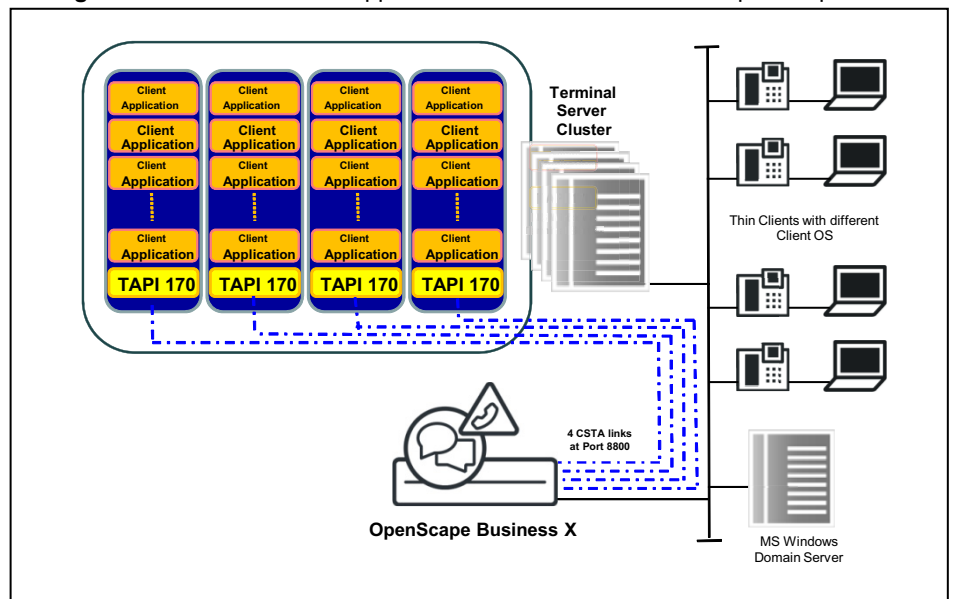 Client
Application
Client
Application
Client
Application
Client
Application
TAPI 170
Client
Application
Client
Application
Client
Application
Client
Application
TAPI 170
Client
Application
Client
Application
Client
Application
Client
Application
TAPI 170
Client
Application
Client
Application
Client
Application
Client
Application
TAPI 170
Terminal
Server
Cluster
Thin Clients with different
Client OS
4 CSTA links
at Port 8800
OpenScape Business X
MS Windows
Domain Server